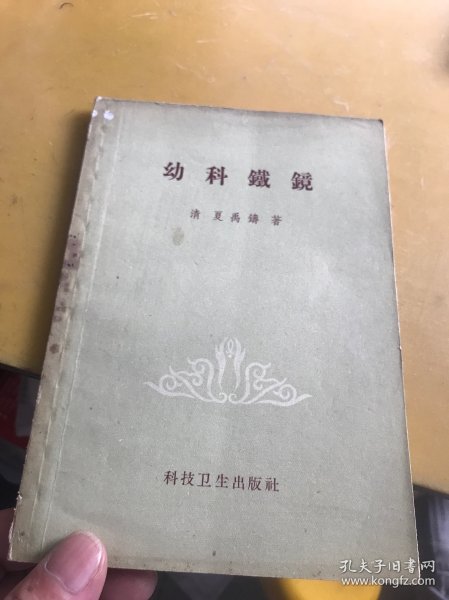 幼科鐵鏡
清 夏禹鑄 著
科技卫生出版社
孔夫子旧书网
www.kongfz.com